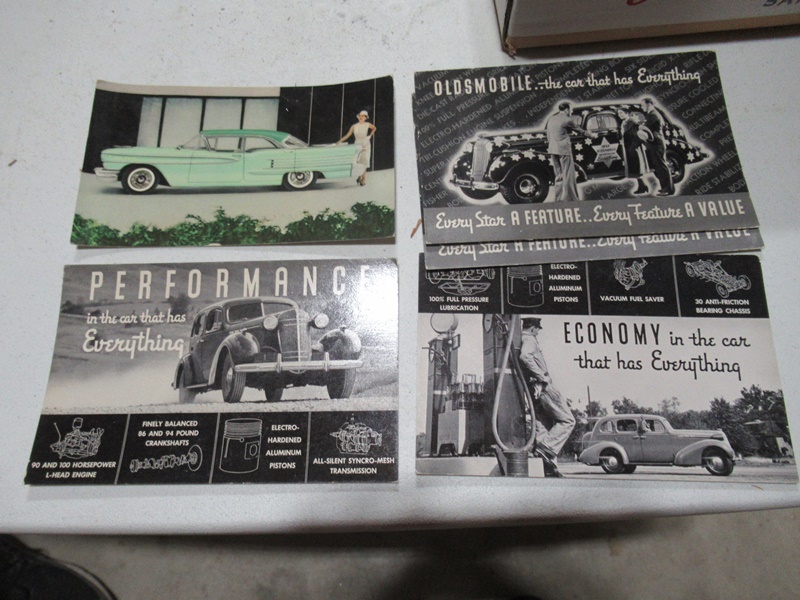 OLDSMOBILE...the car that has Everything
Every Star A FEATURE..Every Feature A VALUE
Every Star A FEATURE..Every Feature A VALUE
PERFORMANCE
in the car that has
Everything
90 AND 100 HORSEPOWER
L-HEAD ENGINE
FINELY BALANCED
86 AND 94 POUND
CRANKSHAFTS
ELECTRO-
HARDENED
ALUMINUM
PISTONS
ALL-SILENT SYNCRO-MESH
TRANSMISSION
100% FULL PRESSURE
LUBRICATION
ELECTRO-
HARDENED
ALUMINUM
PISTONS
VACUUM FUEL SAVER
30 ANTI-FRICTION
BEARING CHASSIS
ECONOMY in the car
that has Everything